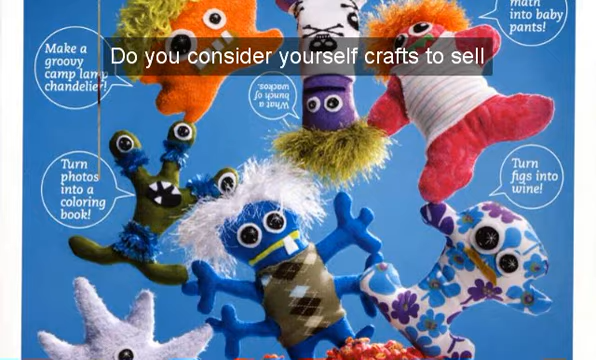 math
into baby
pants!
Make a
groovy
camp lamp
chandelier!
Do you consider yourself crafts to sell
What a
bunch of
wackos.
Turn
photos
into a
coloring
book!
Turn
figs into
wine!